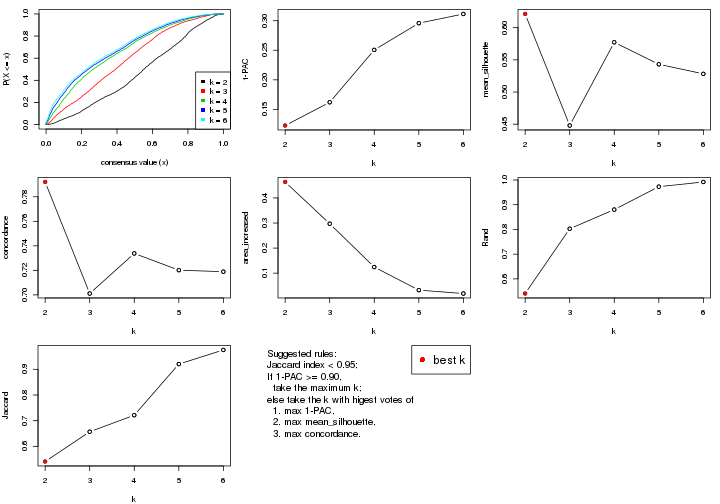 P(X <= x)
0.0 0.2 0.4 0.6 0.8 1.0
k = 2
k = 3
k = 4
k = 5
k = 6
0.0 0.2 0.4 0.6 0.8 1.0
consensus value (x)
1-PAC
0.15 0.20 0.25 0.30
2 3 4 5 6
k
mean_silhouette
0.45 0.50 0.55 0.60
2 3 4 5 6
k
concordance
0.70 0.72 0.74 0.76 0.78
2 3 4 5 6
k
area_increased
0.1 0.2 0.3 0.4
2 3 4 5 6
k
Rand
0.6 0.7 0.8 0.9 1.0
2 3 4 5 6
k
Jaccard
0.6 0.7 0.8 0.9
2 3 4 5 6
k
Suggested rules:
Jaccard index < 0.95;
If 1-PAC >= 0.90,
take the maximum k;
else take the k with higest votes of
1. max 1-PAC,
2. max mean_silhouette,
3. max concordance.
best k